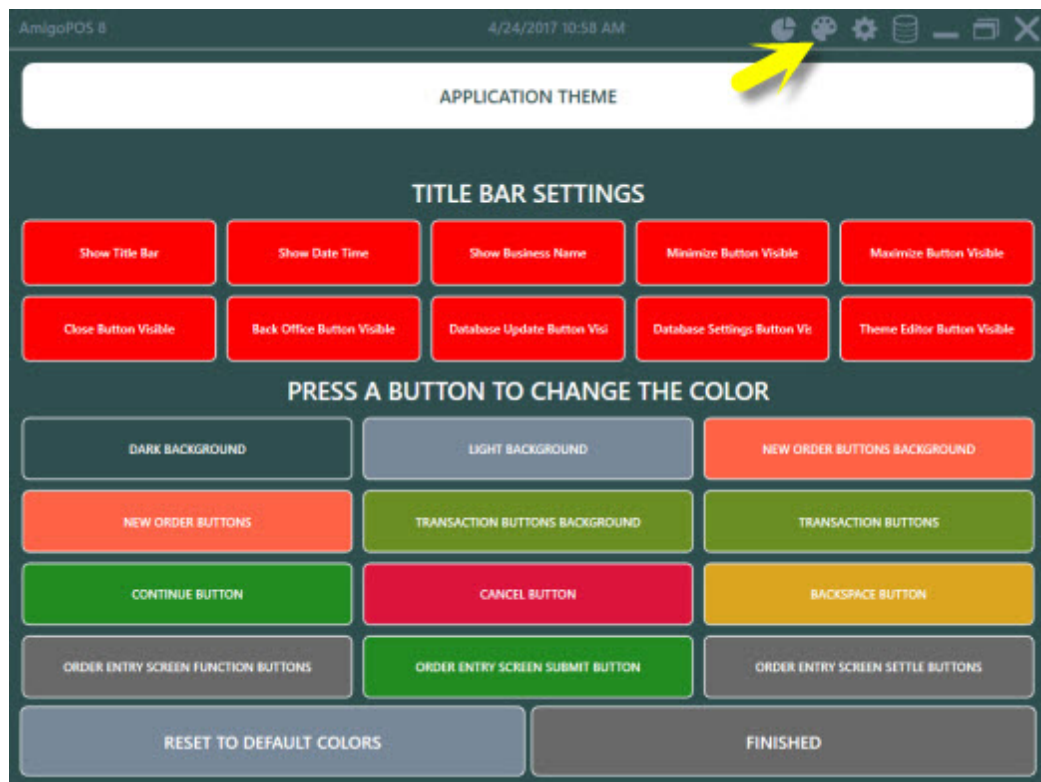 AmigoPOS 8 4/24/2017 10:58 AM
APPLICATION THEME
TITLE BAR SETTINGS
Show Title Bar Show Date Time Show Business Name Minimize Button Visible Maximize Button Visible
Close Button Visible Back Office Button Visible Database Update Button Visi Database Settings Button Vis Theme Editor Button Visible
PRESS A BUTTON TO CHANGE THE COLOR
DARK BACKGROUND LIGHT BACKGROUND NEW ORDER BUTTONS BACKGROUND
NEW ORDER BUTTONS TRANSACTION BUTTONS BACKGROUND TRANSACTION BUTTONS
CONTINUE BUTTON CANCEL BUTTON BACKSPACE BUTTON
ORDER ENTRY SCREEN FUNCTION BUTTONS ORDER ENTRY SCREEN SUBMIT BUTTON ORDER ENTRY SCREEN SETTLE BUTTONS
RESET TO DEFAULT COLORS FINISHED